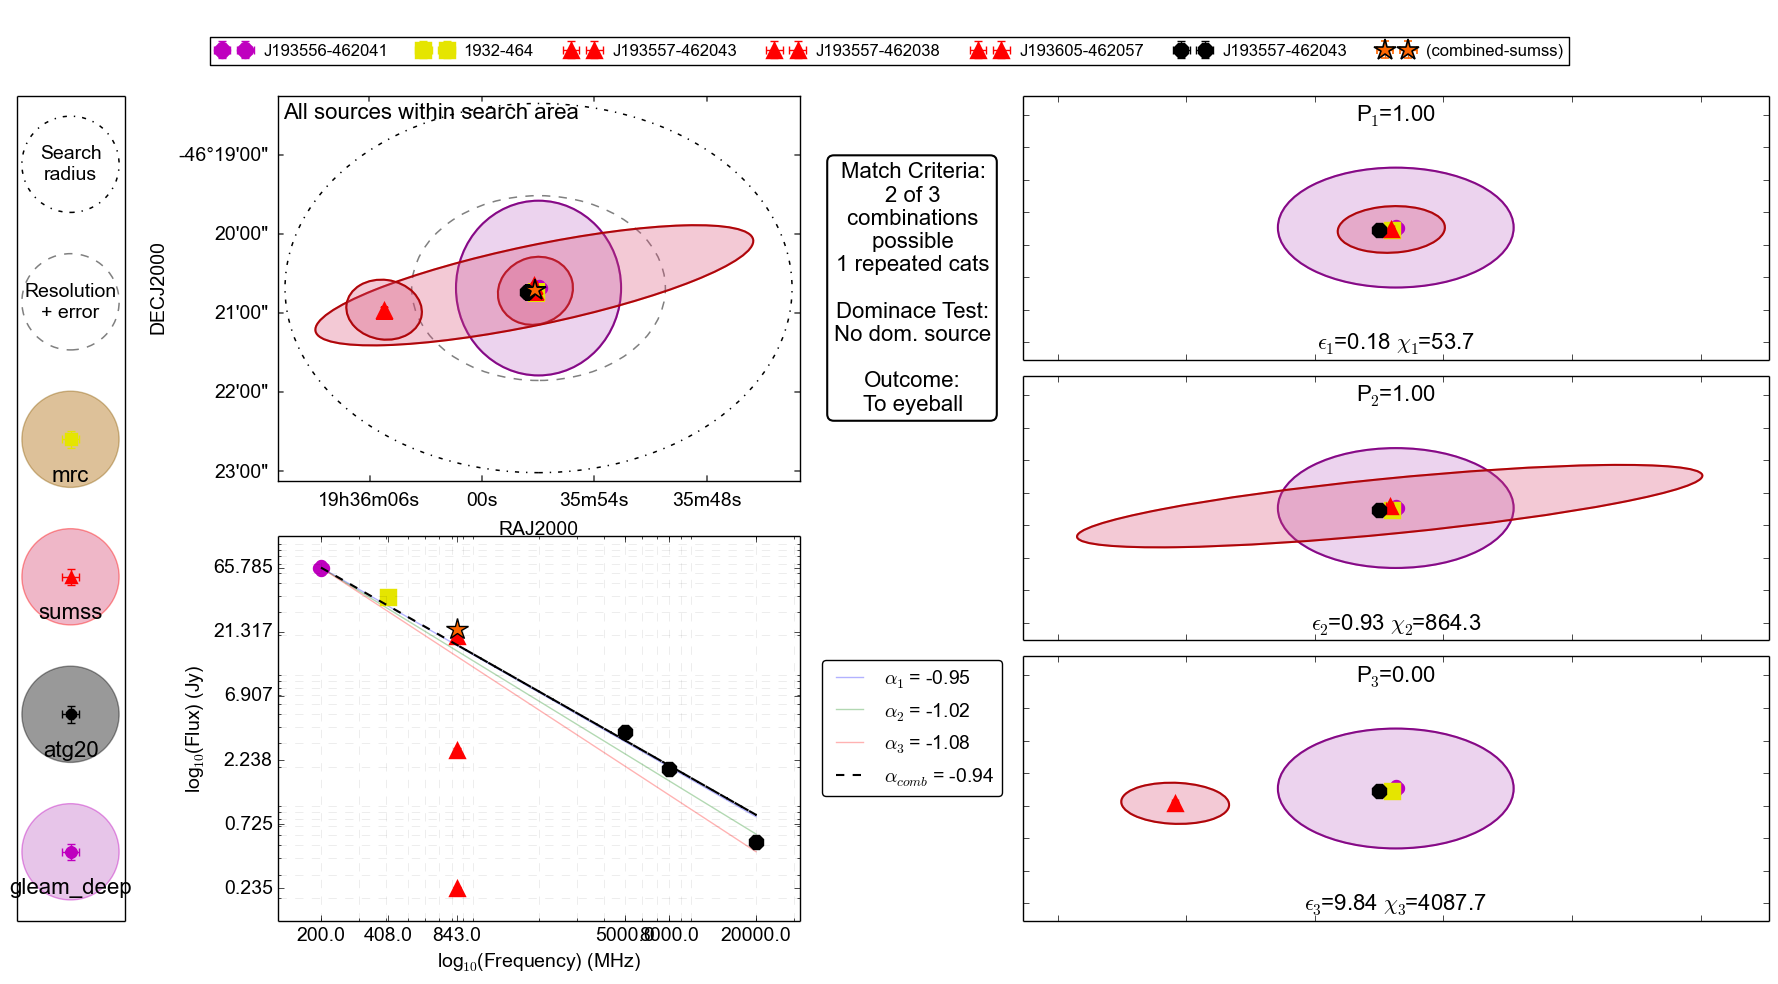 J193556-462041 1932-464 J193557-462043 J193557-462038 J193605-462057 J193557-462043 (combined-sumss)
Search
radius
Resolution
+ error
mrc
sumss
atg20
gleam_deep
All sources within search area
DECJ2000
-46°19'00"
20'00"
21'00"
22'00"
23'00"
19h36m06s 00s 35m54s 35m48s
RAJ2000
Match Criteria:
2 of 3
combinations
possible
1 repeated cats
Dominace Test:
No dom. source
Outcome:
To eyeball
log10(Flux) (Jy)
65.785
21.317
6.907
2.238
0.725
0.235
200.0 408.0 843.0 5000.0 8000.0 20000.0
log10(Frequency) (MHz)
α1 = -0.95
α2 = -1.02
α3 = -1.08
αcomb = -0.94
P1=1.00
ϵ1=0.18 χ1=53.7
P2=1.00
ϵ2=0.93 χ2=864.3
P3=0.00
ϵ3=9.84 χ3=4087.7